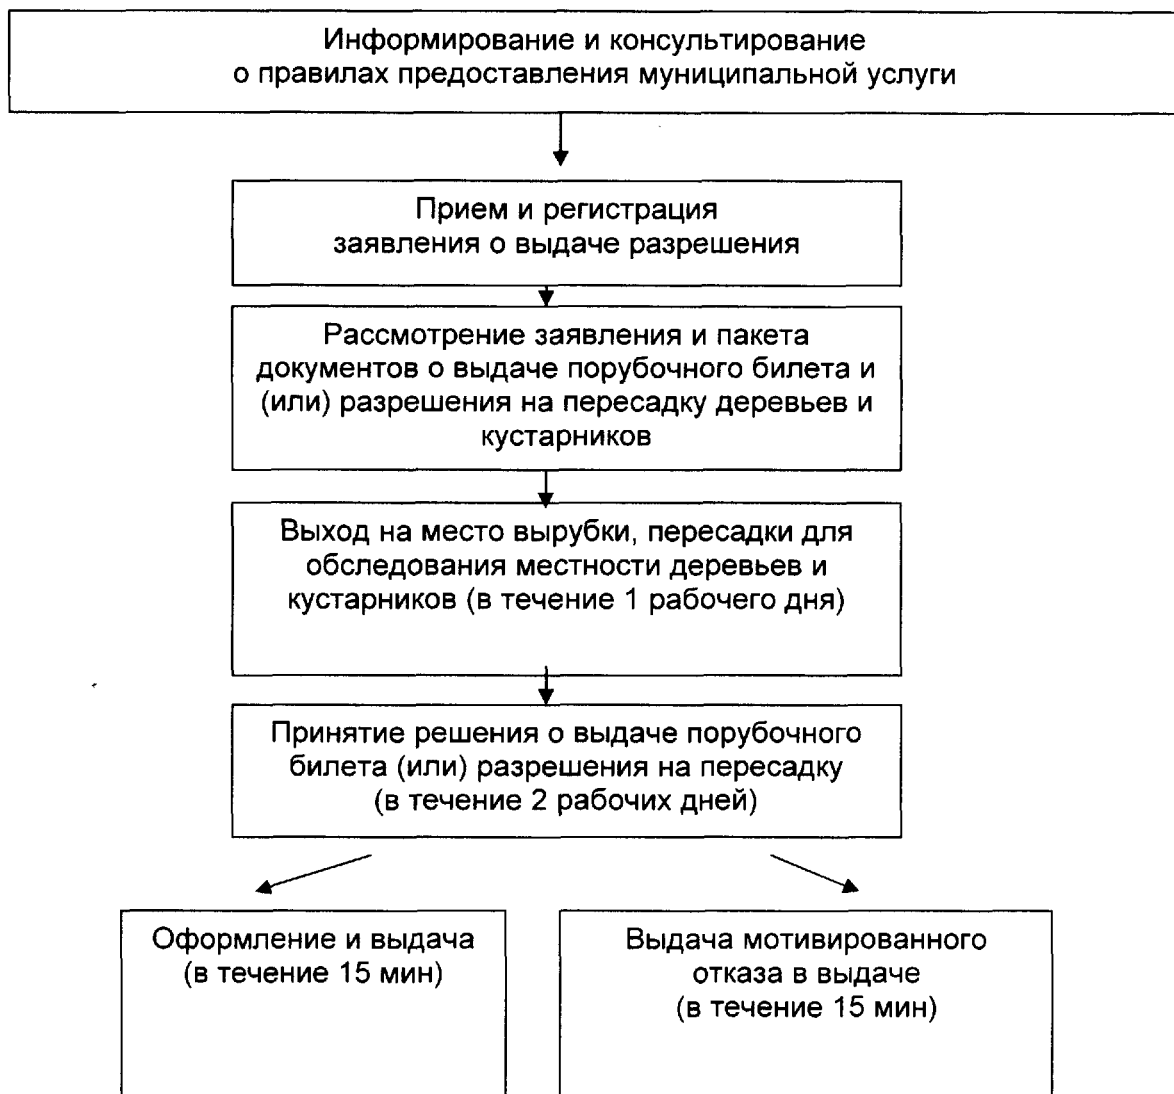 Информирование и консультирование
о правилах предоставления муниципальной услуги
Прием и регистрация
заявления о выдаче разрешения
Рассмотрение заявления и пакета
документов о выдаче порубочного билета и
(или) разрешения на пересадку деревьев и
кустарников
Выход на место вырубки, пересадки для
обследования местности деревьев и
кустарников (в течение 1 рабочего дня)
Принятие решения о выдаче порубочного
билета (или) разрешения на пересадку
(в течение 2 рабочих дней)
Оформление и выдача
(в течение 15 мин)
Выдача мотивированного
отказа в выдаче
(в течение 15 мин)